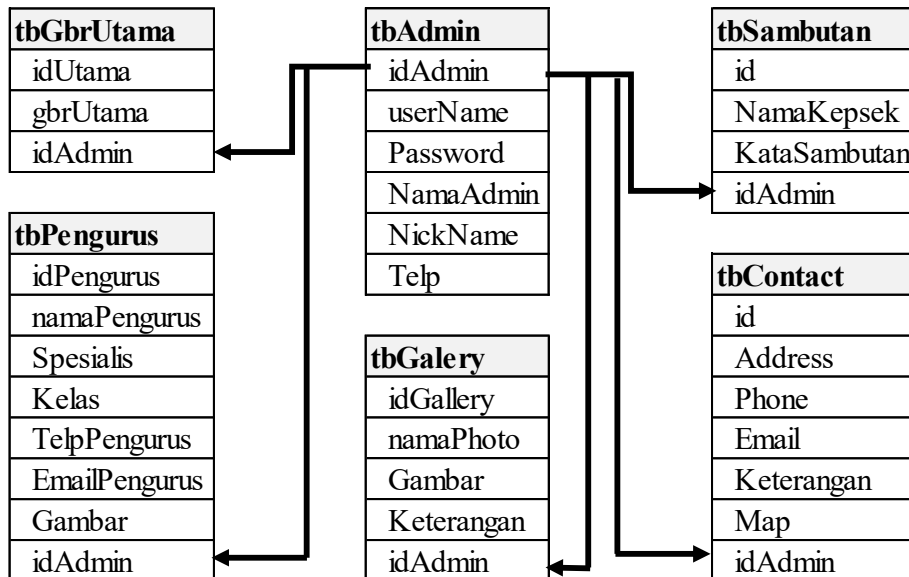 tbGbrUtama
idUtama
gbrUtama
idAdmin
tbPengurus
idPengurus
namaPengurus
Spesialis
Kelas
TelpPengurus
EmailPengurus
Gambar
idAdmin
tbAdmin
idAdmin
userName
Password
NamaAdmin
NickName
Telp
tbGalery
idGallery
namaPhoto
Gambar
Keterangan
idAdmin
tbSambutan
id
NamaKepsek
KataSambutan
idAdmin
tbContact
id
Address
Phone
Email
Keterangan
Map
idAdmin